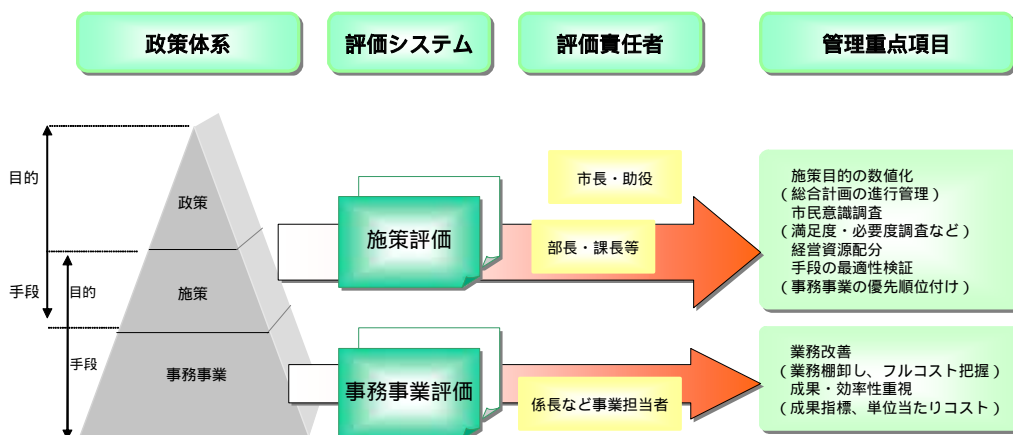 政策体系
評価システム
評価責任者
管理重点項目
目的
手段
目的
手段
政策
施策
事務事業
施策評価
事務事業評価
市長・助役
部長・課長等
係長など事業担当者
施策目的の数値化
(総合計画の進行管理)
市民意識調査
(満足度・必要度調査など)
経営資源配分
手段の最適性検証
(事務事業の優先順位付け)
業務改善
(業務棚卸し、フルコスト把握)
成果・効率性重視
(成果指標、単位当たりコスト)